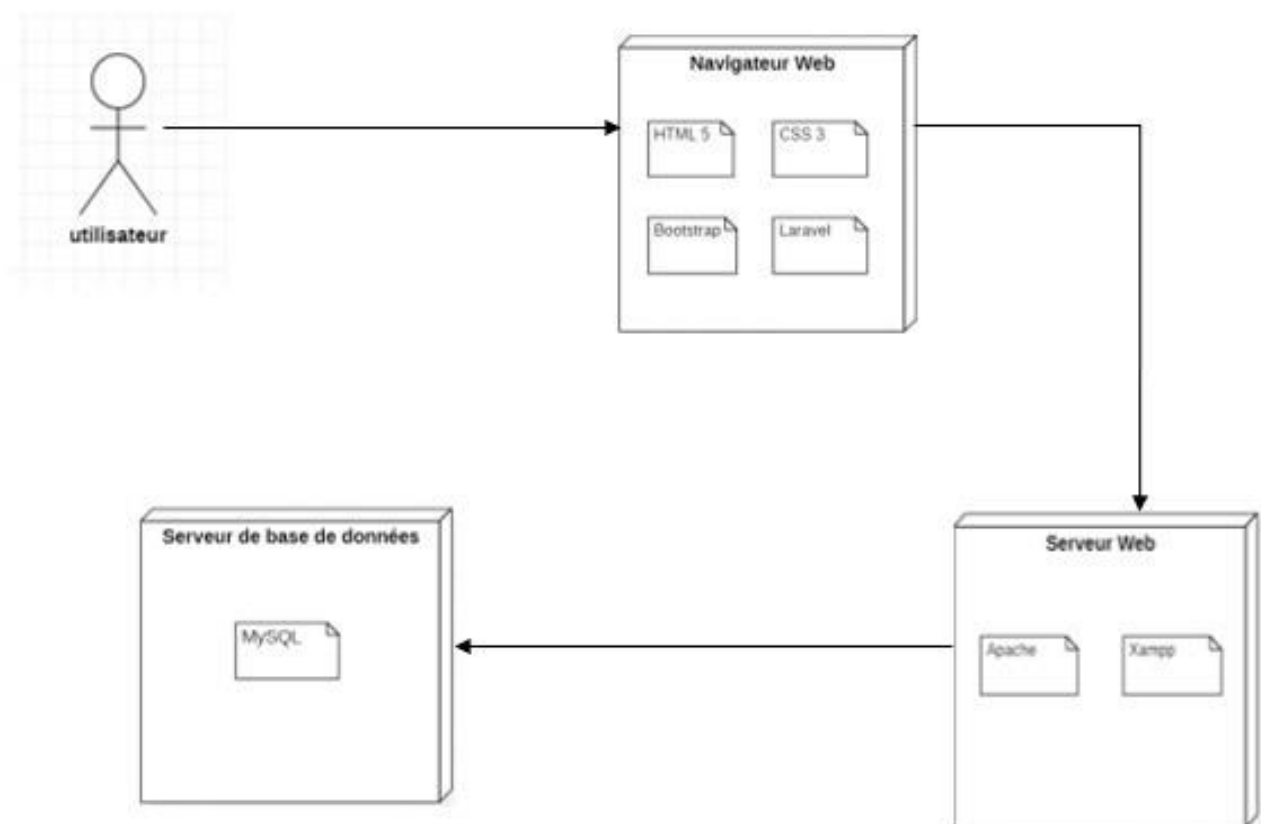 utilisateur
Navigateur Web
HTML 5
CSS 3
Bootstrap
Laravel
Serveur de base de données
MySQL
Serveur Web
Apache
Xampp